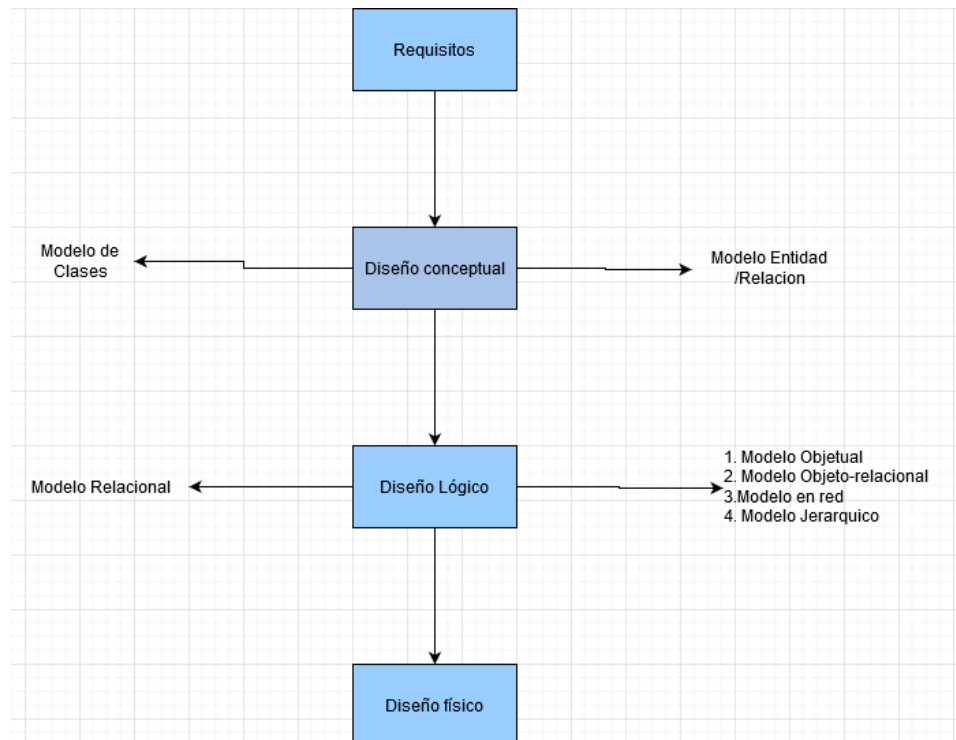 Requisitos
Modelo de
Clases
Diseño conceptual
Modelo Entidad
/Relacion
Modelo Relacional
Diseño Lógico
1. Modelo Objetual
2. Modelo Objeto-relacional
3.Modelo en red
4. Modelo Jerarquico
Diseño físico